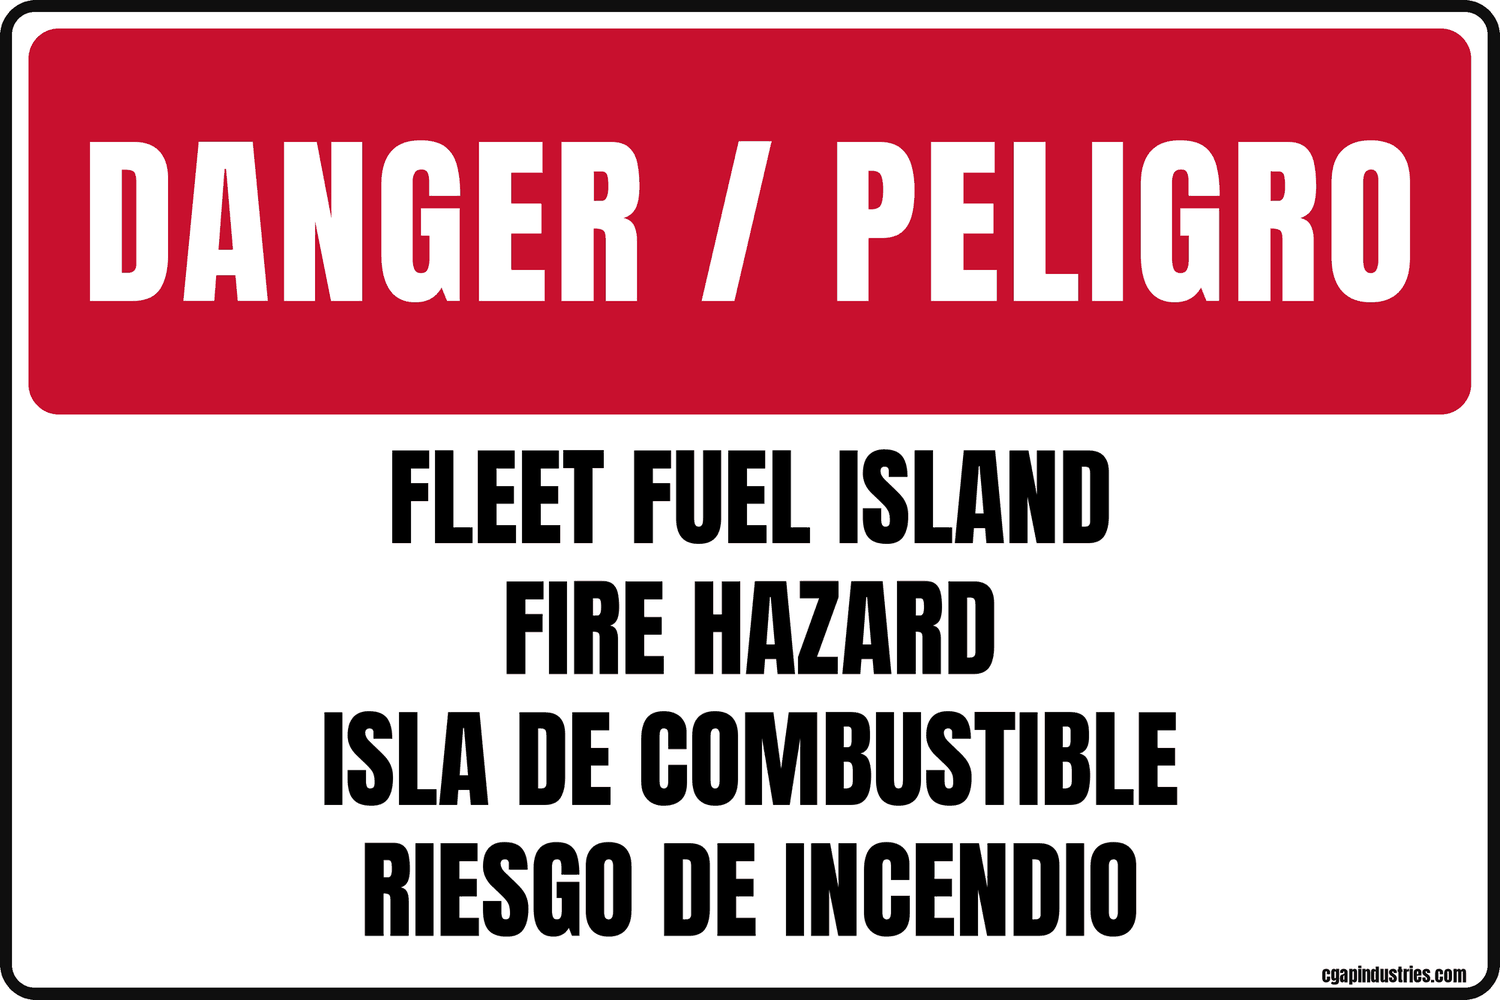 DANGER / PELIGRO
FLEET FUEL ISLAND
FIRE HAZARD
ISLA DE COMBUSTIBLE
RIESGO DE INCENDIO
cgapindustries.com